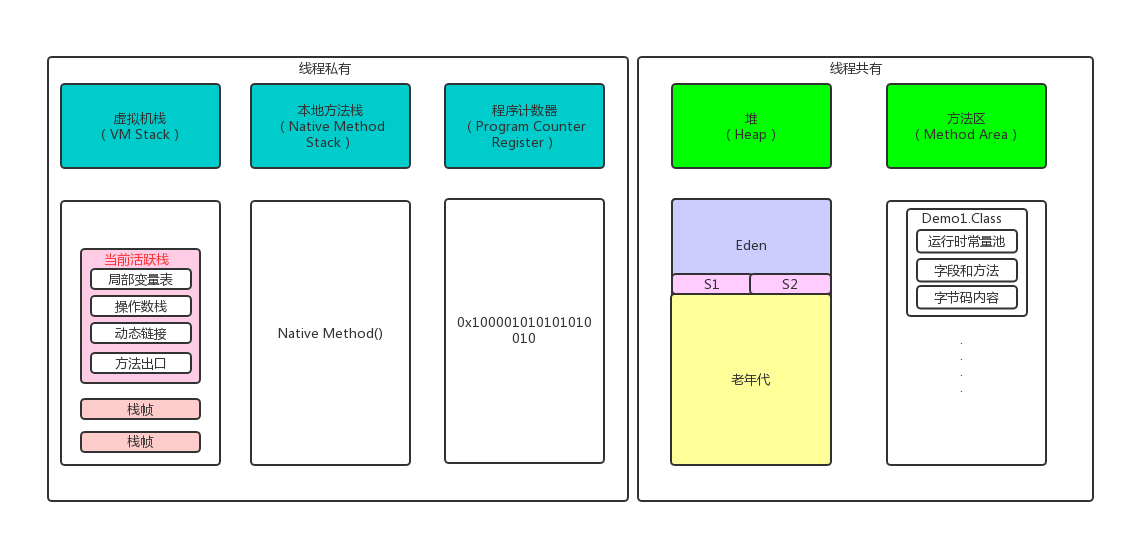 线程私有
虚拟机栈
( VM Stack )
本地方法栈
( Native Method
Stack )
程序计数器
( Program Counter
Register )
当前活跃栈
局部变量表
操作数栈
动态链接
方法出口
栈帧
栈帧
Native Method()
0x100001010101010
010
线程共有
堆
( Heap )
方法区
( Method Area )
Eden
S1
S2
老年代
Demo1.Class
运行时常量池
字段和方法
字节码内容
.
.
.
.